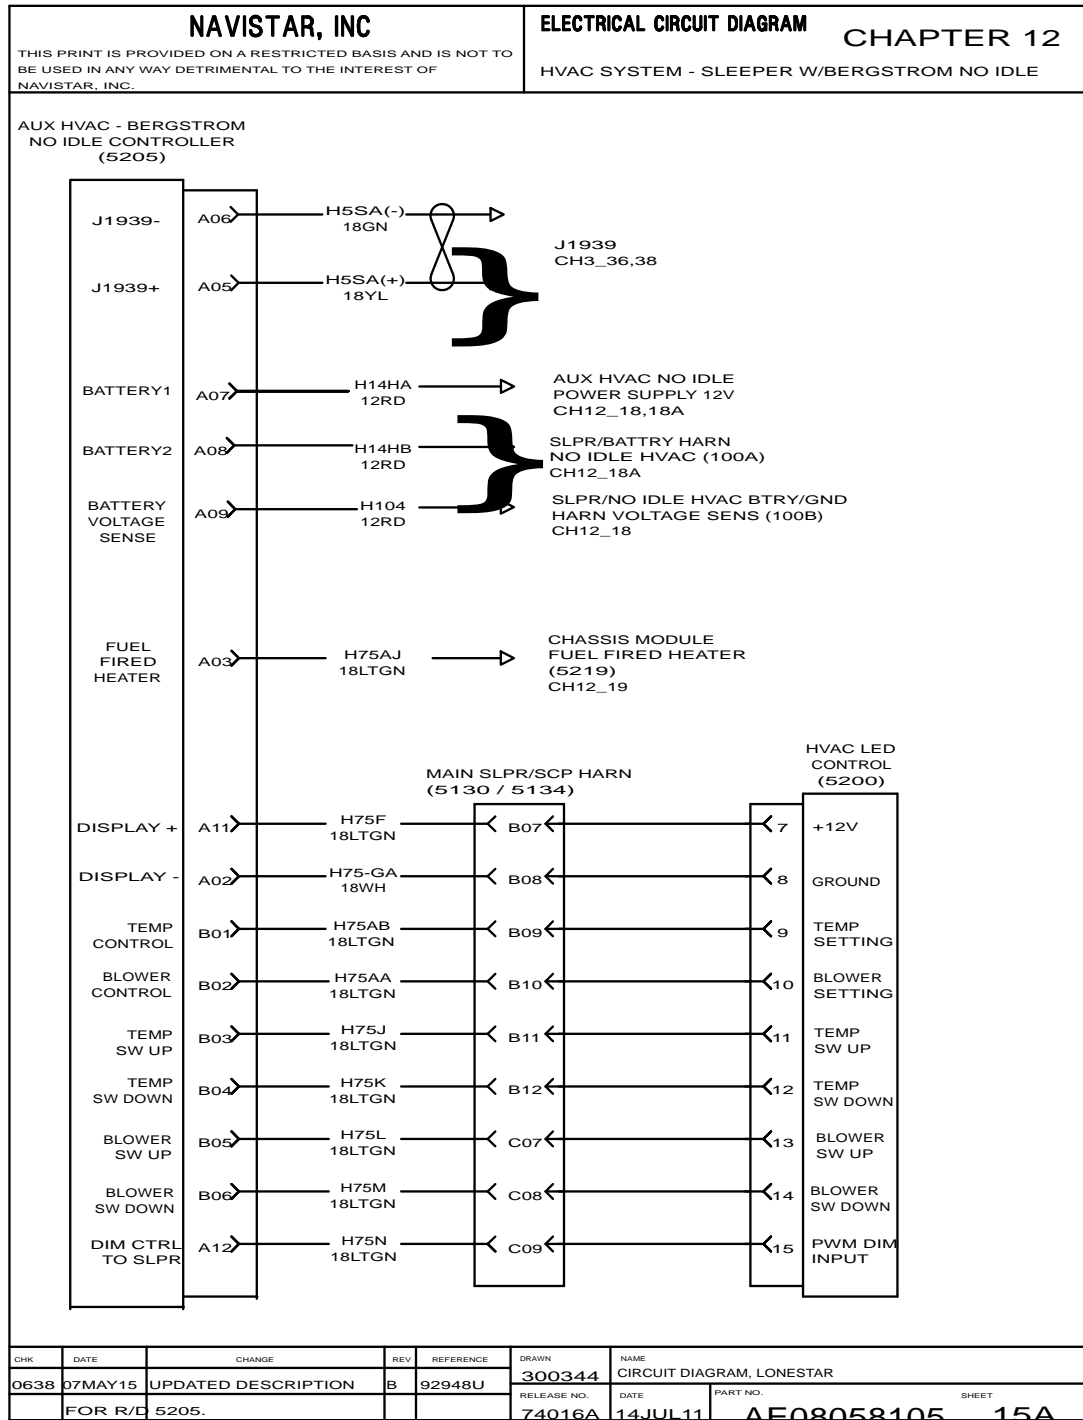 NAVISTAR, INC
THIS PRINT IS PROVIDED ON A RESTRICTED BASIS AND IS NOT TO
BE USED IN ANY WAY DETRIMENTAL TO THE INTEREST OF
NAVISTAR, INC.
ELECTRICAL CIRCUIT DIAGRAM
CHAPTER 12
HVAC SYSTEM - SLEEPER W/BERGSTROM NO IDLE
AUX HVAC - BERGSTROM
NO IDLE CONTROLLER
(5205)
J1939-
A06
H5SA(-)
18GN
J1939+
A05
H5SA(+)
18YL
J1939
CH3_36,38
BATTERY1
A07
H14HA
12RD
AUX HVAC NO IDLE
POWER SUPPLY 12V
CH12_18,18A
BATTERY2
A08
H14HB
12RD
SLPR/BATTRY HARN
NO IDLE HVAC (100A)
CH12_18A
BATTERY
VOLTAGE
SENSE
A09
H104
12RD
SLPR/NO IDLE HVAC BTRY/GND
HARN VOLTAGE SENS (100B)
CH12_18
FUEL
FIRED
HEATER
A03
H75AJ
18LTGN
CHASSIS MODULE
FUEL FIRED HEATER
(5219)
CH12_19
MAIN SLPR/SCP HARN
(5130 / 5134)
HVAC LED
CONTROL
(5200)
DISPLAY +
A11
H75F
18LTGN
B07
7
+12V
DISPLAY -
A02
H75-GA
18WH
B08
8
GROUND
TEMP
CONTROL
B01
H75AB
18LTGN
B09
9
TEMP
SETTING
BLOWER
CONTROL
B02
H75AA
18LTGN
B10
10
BLOWER
SETTING
TEMP
SW UP
B03
H75J
18LTGN
B11
11
TEMP
SW UP
TEMP
SW DOWN
B04
H75K
18LTGN
B12
12
TEMP
SW DOWN
BLOWER
SW UP
B05
H75L
18LTGN
C07
13
BLOWER
SW UP
BLOWER
SW DOWN
B06
H75M
18LTGN
C08
14
BLOWER
SW DOWN
DIM CTRL
TO SLPR
A12
H75N
18LTGN
C09
15
PWM DIM
INPUT
CHK DATE CHANGE REV REFERENCE
0638 07MAY15 UPDATED DESCRIPTION B 92948U
FOR R/D 5205.
DRAWN
300344
NAME
CIRCUIT DIAGRAM, LONESTAR
RELEASE NO.
74016A
DATE
14JUL11
PART NO.
AE08058105
SHEET
15A